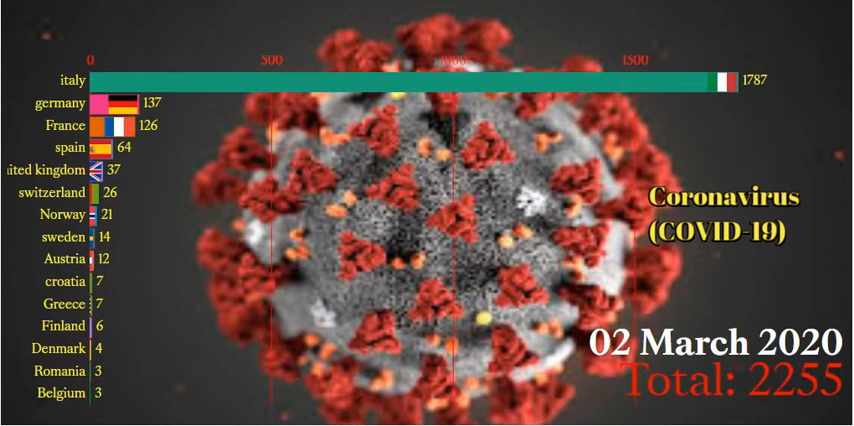 0 500 1000 1500
italy 1787
germany 137
France 126
spain 64
nited kingdom 37
switzerland 26
Norway 21
sweden 14
Austria 12
croatia 7
Greece 7
Finland 6
Denmark 4
Romania 3
Belgium 3
Coronavirus
(COVID-19)
02 March 2020
Total: 2255